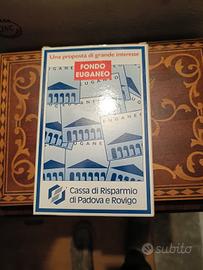 Una proposta di grande interesse
FONDO
EUGANEO
Cassa di Risparmio
di Padova e Rovigo
subito